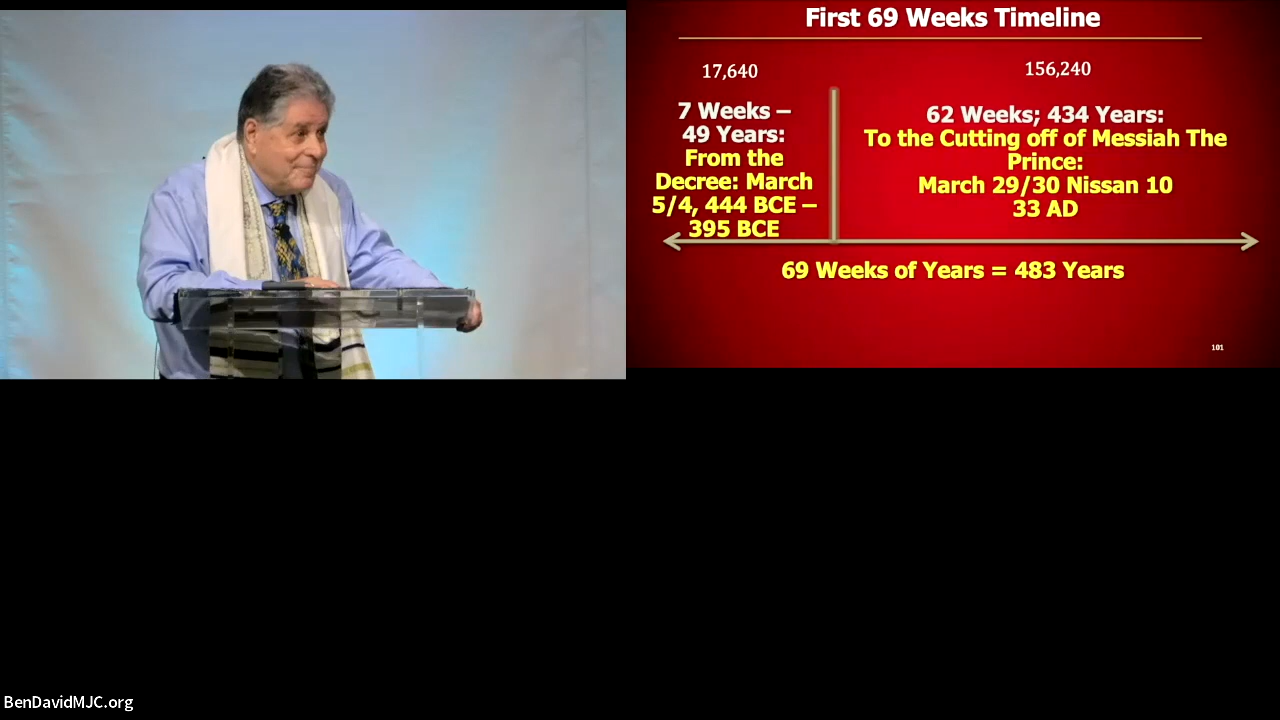 First 69 Weeks Timeline
17,640
156,240
7 Weeks –
49 Years:
From the
Decree: March
5/4, 444 BCE –
395 BCE
62 Weeks; 434 Years:
To the Cutting off of Messiah The
Prince:
March 29/30 Nissan 10
33 AD
69 Weeks of Years = 483 Years
101
BenDavidMJC.org